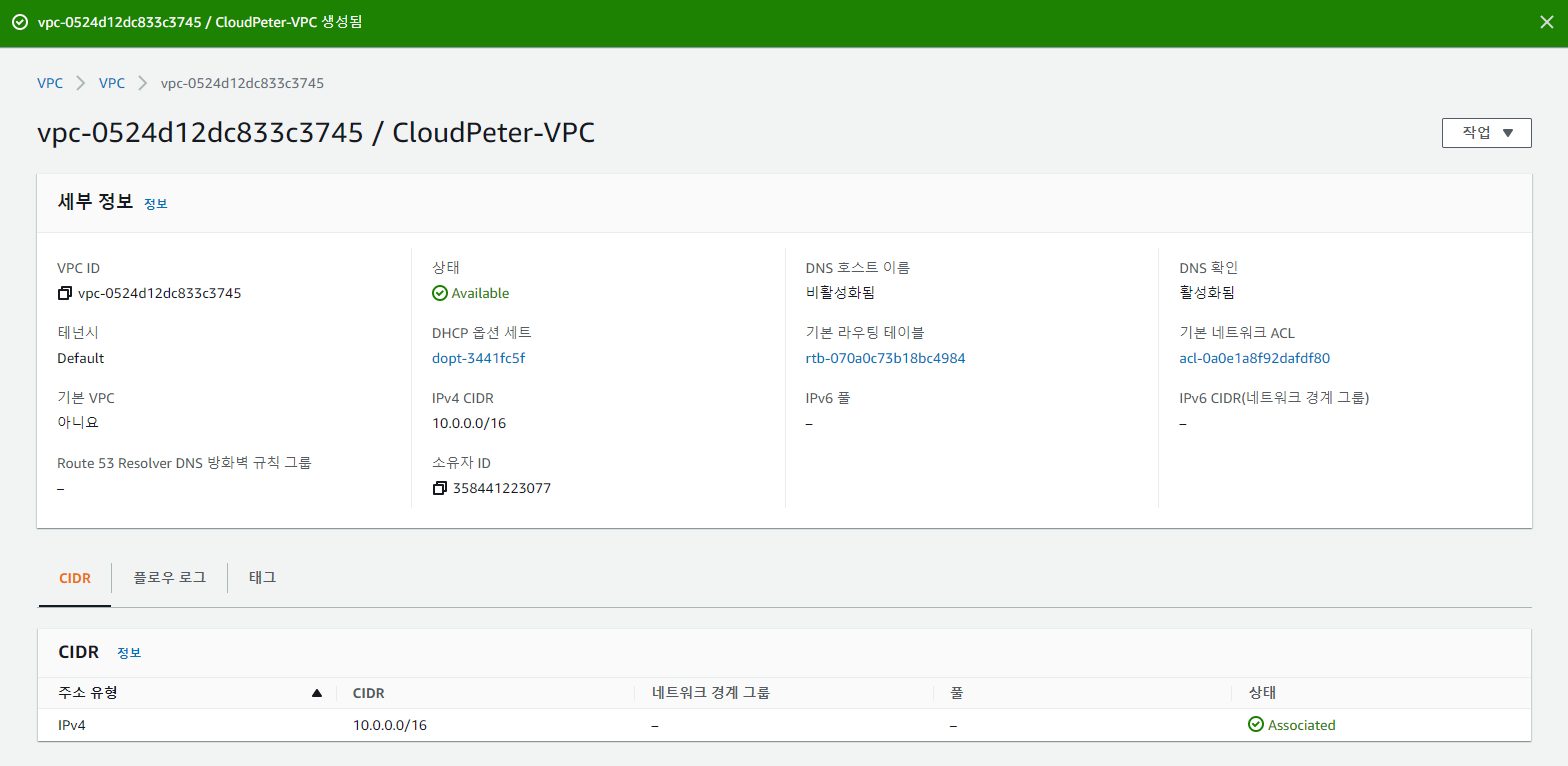 vpc-0524d12dc833c3745 / CloudPeter-VPC 생성됨
VPC > VPC > vpc-0524d12dc833c3745
vpc-0524d12dc833c3745 / CloudPeter-VPC
작업 ▼
세부 정보 정보
VPC ID
vpc-0524d12dc833c3745
상태
Available
DNS 호스트 이름
비활성화됨
DNS 확인
활성화됨
테넌시
Default
DHCP 옵션 세트
dopt-3441fc5f
기본 라우팅 테이블
rtb-070a0c73b18bc4984
기본 네트워크 ACL
acl-0a0e1a8f92dafdf80
기본 VPC
아니요
IPv4 CIDR
10.0.0.0/16
IPv6 풀
–
IPv6 CIDR(네트워크 경계 그룹)
–
Route 53 Resolver DNS 방화벽 규칙 그룹
–
소유자 ID
358441223077
CIDR 플로우 로그 태그
CIDR 정보
주소 유형 ▲ CIDR 네트워크 경계 그룹 풀 상태
IPv4 10.0.0.0/16 – – Associated